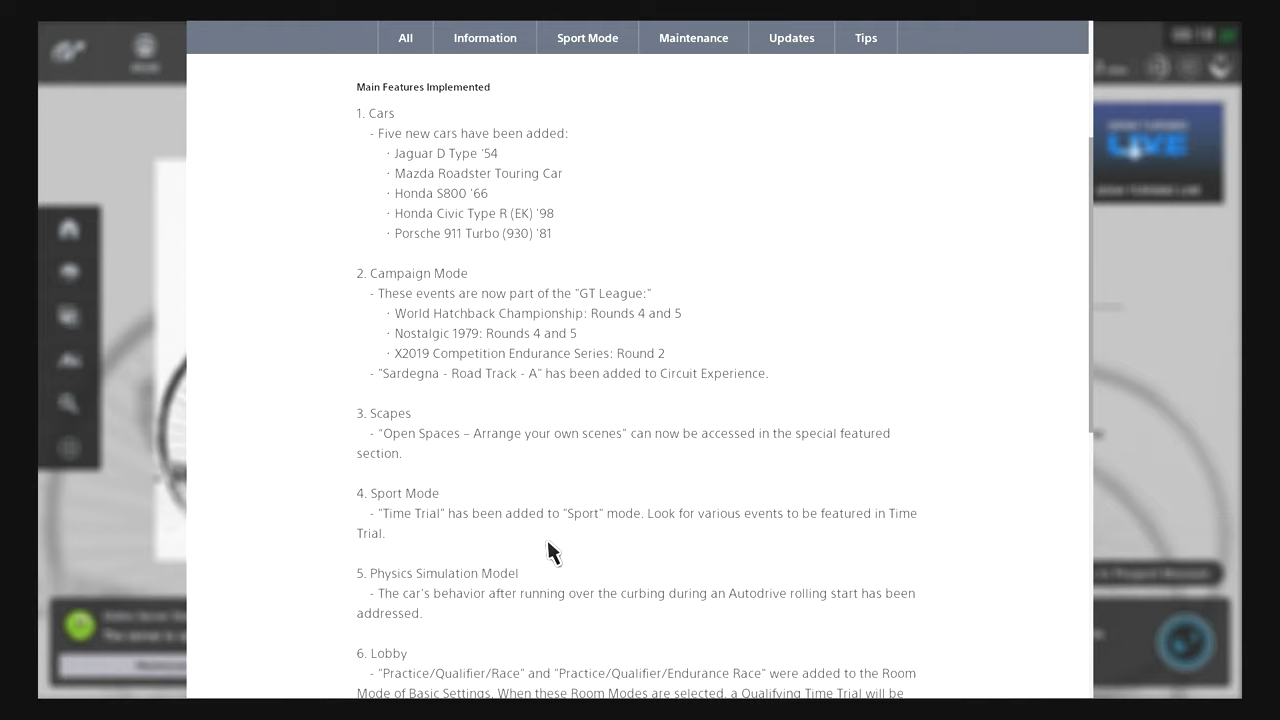 All Information Sport Mode Maintenance Updates Tips
Main Features Implemented
1. Cars
- Five new cars have been added:
· Jaguar D Type '54
· Mazda Roadster Touring Car
· Honda S800 '66
· Honda Civic Type R (EK) '98
· Porsche 911 Turbo (930) '81
2. Campaign Mode
- These events are now part of the "GT League:"
· World Hatchback Championship: Rounds 4 and 5
· Nostalgic 1979: Rounds 4 and 5
· X2019 Competition Endurance Series: Round 2
- "Sardegna - Road Track - A" has been added to Circuit Experience.
3. Scapes
- "Open Spaces – Arrange your own scenes" can now be accessed in the special featured
section.
4. Sport Mode
- "Time Trial" has been added to "Sport" mode. Look for various events to be featured in Time
Trial.
5. Physics Simulation Model
- The car's behavior after running over the curbing during an Autodrive rolling start has been
addressed.
6. Lobby
- "Practice/Qualifier/Race" and "Practice/Qualifier/Endurance Race" were added to the Room
Mode of Basic Settings. When these Room Modes are selected, a Qualifying Time Trial will be
LIVE